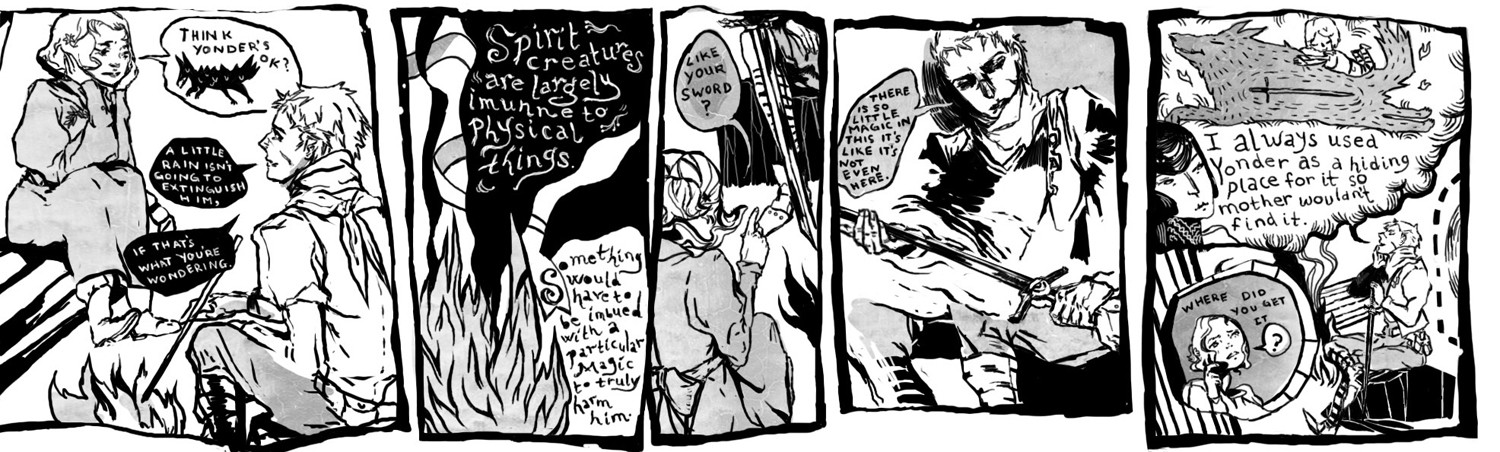 THINK
YONDER'S
OK?
A LITTLE
RAIN ISN'T
GOING TO
EXTINGUISH
HIM,
IF THAT'S
WHAT YOU'RE
WONDERING.
Spirit
creatures
are largely
imunne to
physical
things.
Something
would
have to
be imbued
with a
particular
magic
to truly
harm
him.
LIKE
YOUR
SWORD
?
THERE
IS SO
LITTLE
MAGIC IN
THIS IT'S
LIKE IT'S
NOT
EVEN
HERE.
I always used
Yonder as a hiding
place for it so
mother wouldn't
find it.
WHERE DID
YOU GET
IT
?